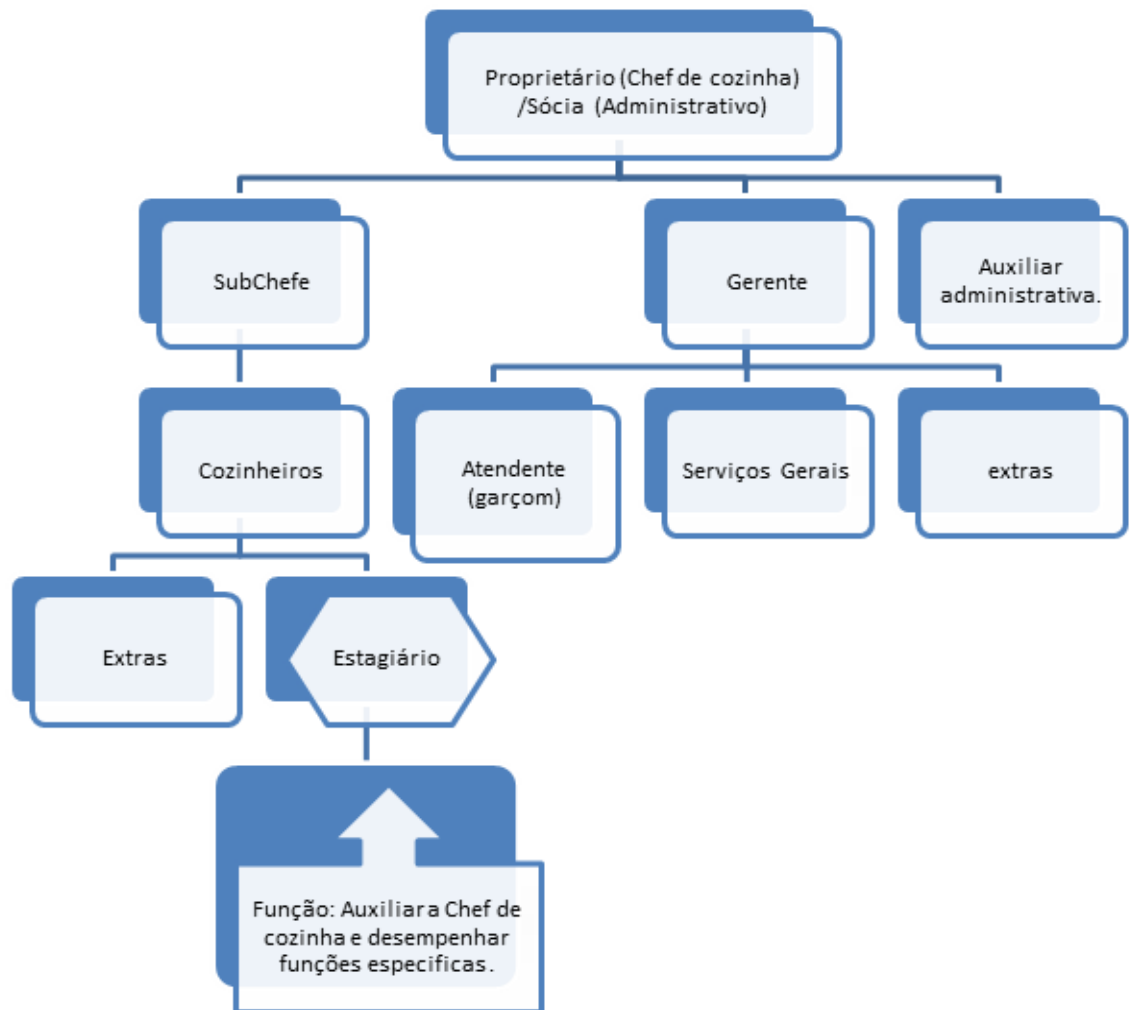 Proprietário (Chef de cozinha)
/Sócia (Administrativo)
SubChefe
Gerente
Auxiliar
administrativa.
Cozinheiros
Atendente
(garçom)
Serviços Gerais
extras
Extras
Estagiário
Função: Auxiliar a Chef de
cozinha e desempenhar
funções especificas.